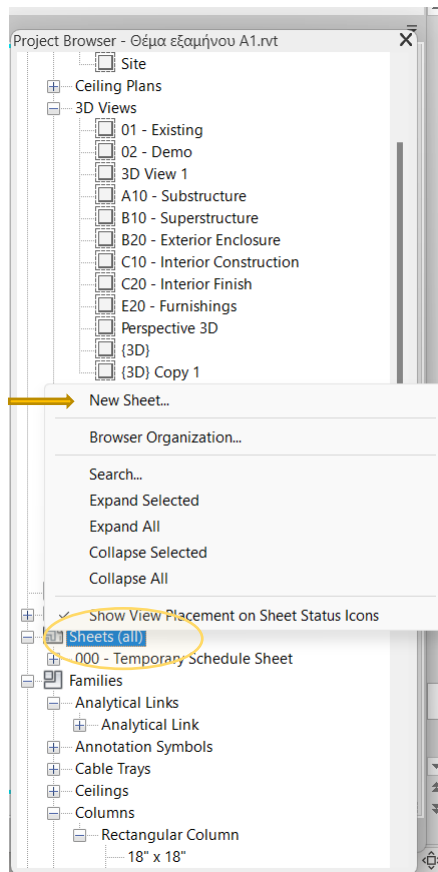 Project Browser - Θέμα εξαμήνου A1.rvt X
Site
Ceiling Plans
3D Views
01 - Existing
02 - Demo
3D View 1
A10 - Substructure
B10 - Superstructure
B20 - Exterior Enclosure
C10 - Interior Construction
C20 - Interior Finish
E20 - Furnishings
Perspective 3D
{3D}
{3D} Copy 1
New Sheet...
Browser Organization...
Search...
Expand Selected
Expand All
Collapse Selected
Collapse All
Show View Placement on Sheet Status Icons
Sheets (all)
000 - Temporary Schedule Sheet
Families
Analytical Links
Analytical Link
Annotation Symbols
Cable Trays
Ceilings
Columns
Rectangular Column
18" x 18"